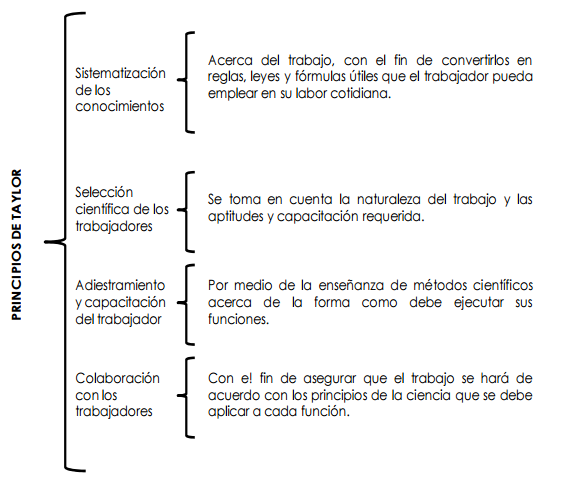 PRINCIPIOS DE TAYLOR
Sistematización
de los
conocimientos
Acerca del trabajo, con el fin de convertirlos en
reglas, leyes y fórmulas útiles que el trabajador pueda
emplear en su labor cotidiana.
Selección
científica de los
trabajadores
Se toma en cuenta la naturaleza del trabajo y las
aptitudes y capacitación requerida.
Adiestramiento
y capacitación
del trabajador
Por medio de la enseñanza de métodos científicos
acerca de la forma como debe ejecutar sus
funciones.
Colaboración
con los
trabajadores
Con e! fin de asegurar que el trabajo se hará de
acuerdo con los principios de la ciencia que se debe
aplicar a cada función.